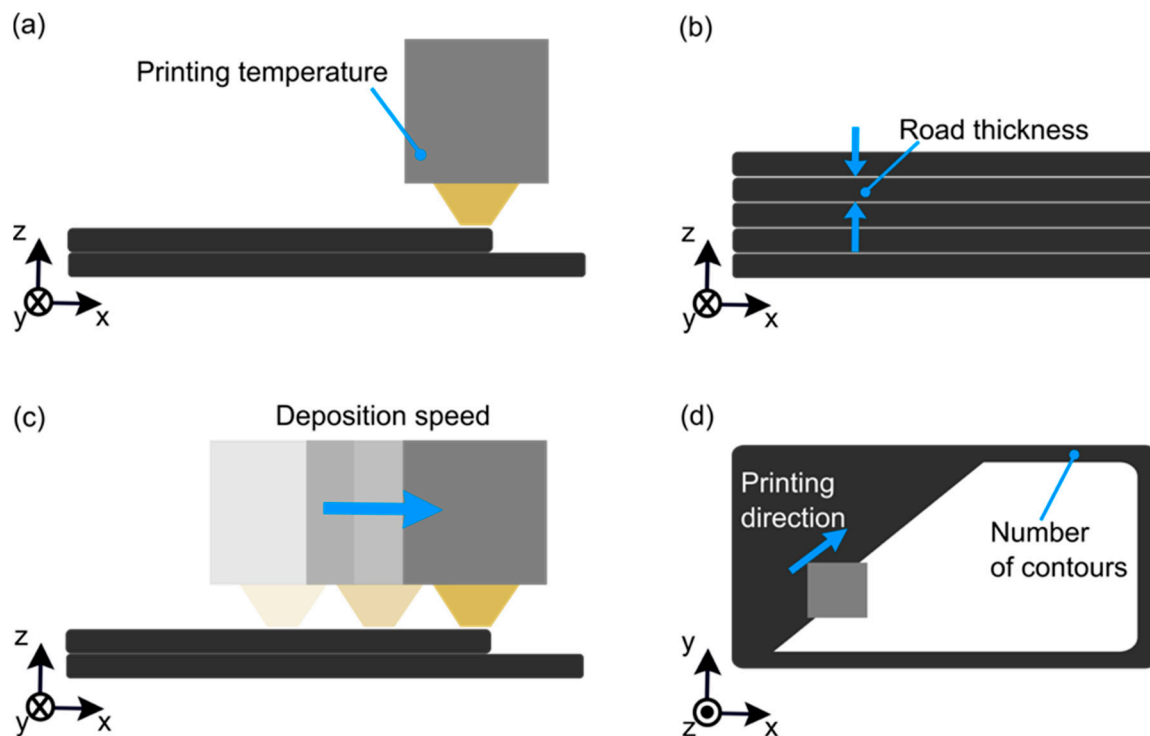 (a)
Printing temperature
z
y
x
(b)
Road thickness
z
y
x
(c)
Deposition speed
z
y
x
(d)
Printing
direction
Number
of contours
y
z
x